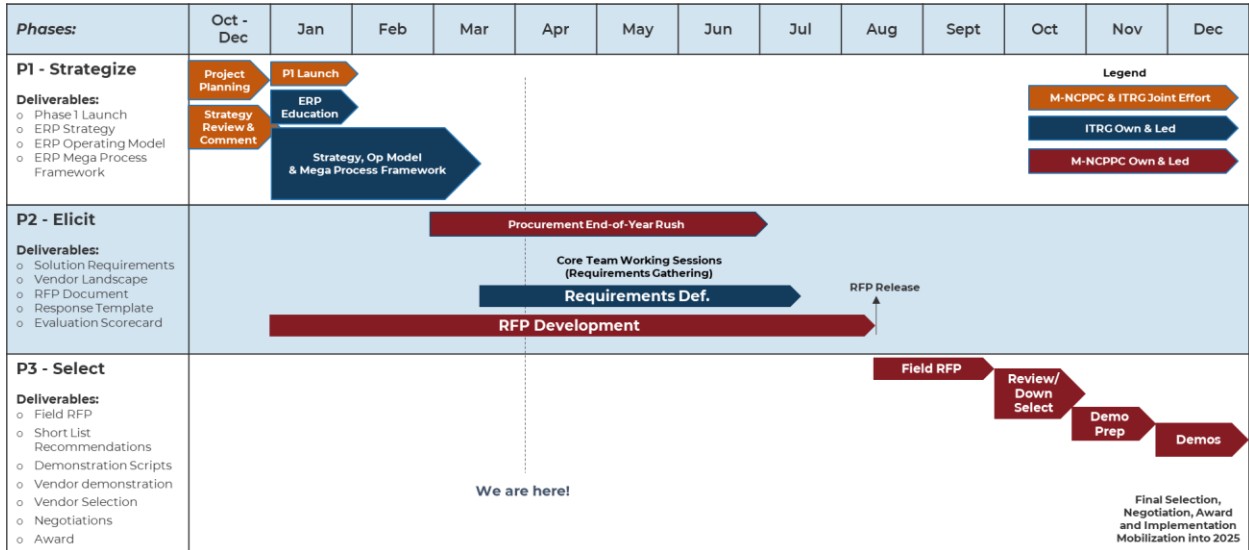 Phases:
Oct -
Dec
Jan
Feb
Mar
Apr
May
Jun
Jul
Aug
Sept
Oct
Nov
Dec
P1 - Strategize
Deliverables:
o Phase 1 Launch
o ERP Strategy
o ERP Operating Model
o ERP Mega Process
Framework
Project
Planning
Strategy
Review &
Comment
P1 Launch
ERP
Education
Strategy, Op Model
& Mega Process Framework
Legend
M-NCPPC & ITRG Joint Effort
ITRG Own & Led
M-NCPPC Own & Led
P2 - Elicit
Deliverables:
o Solution Requirements
o Vendor Landscape
o RFP Document
o Response Template
o Evaluation Scorecard
Procurement End-of-Year Rush
Core Team Working Sessions
(Requirements Gathering)
Requirements Def.
RFP Release
RFP Development
P3 - Select
Deliverables:
o Field RFP
o Short List
Recommendations
o Demonstration Scripts
o Vendor demonstration
o Vendor Selection
o Negotiations
o Award
Field RFP
Review/
Down
Select
Demo
Prep
Demos
We are here!
Final Selection,
Negotiation, Award
and Implementation
Mobilization into 2025